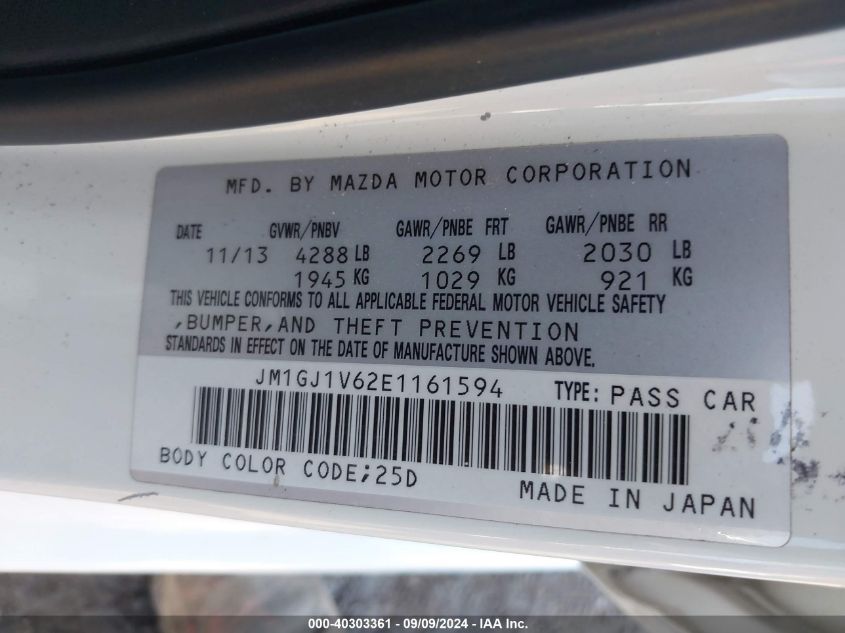 MFD. BY MAZDA MOTOR CORPORATION
DATE GVWR/PNBV GAWR/PNBE FRT GAWR/PNBE RR
11/13 4288 LB 2269 LB 2030 LB
1945 KG 1029 KG 921 KG
THIS VEHICLE CONFORMS TO ALL APPLICABLE FEDERAL MOTOR VEHICLE SAFETY
,BUMPER,AND THEFT PREVENTION
STANDARDS IN EFFECT ON THE DATE OF MANUFACTURE SHOWN ABOVE.
JM1GJ1V62E1161594 TYPE: PASS CAR
BODY COLOR CODE;25D
MADE IN JAPAN
000-40303361 - 09/09/2024 - IAA Inc.